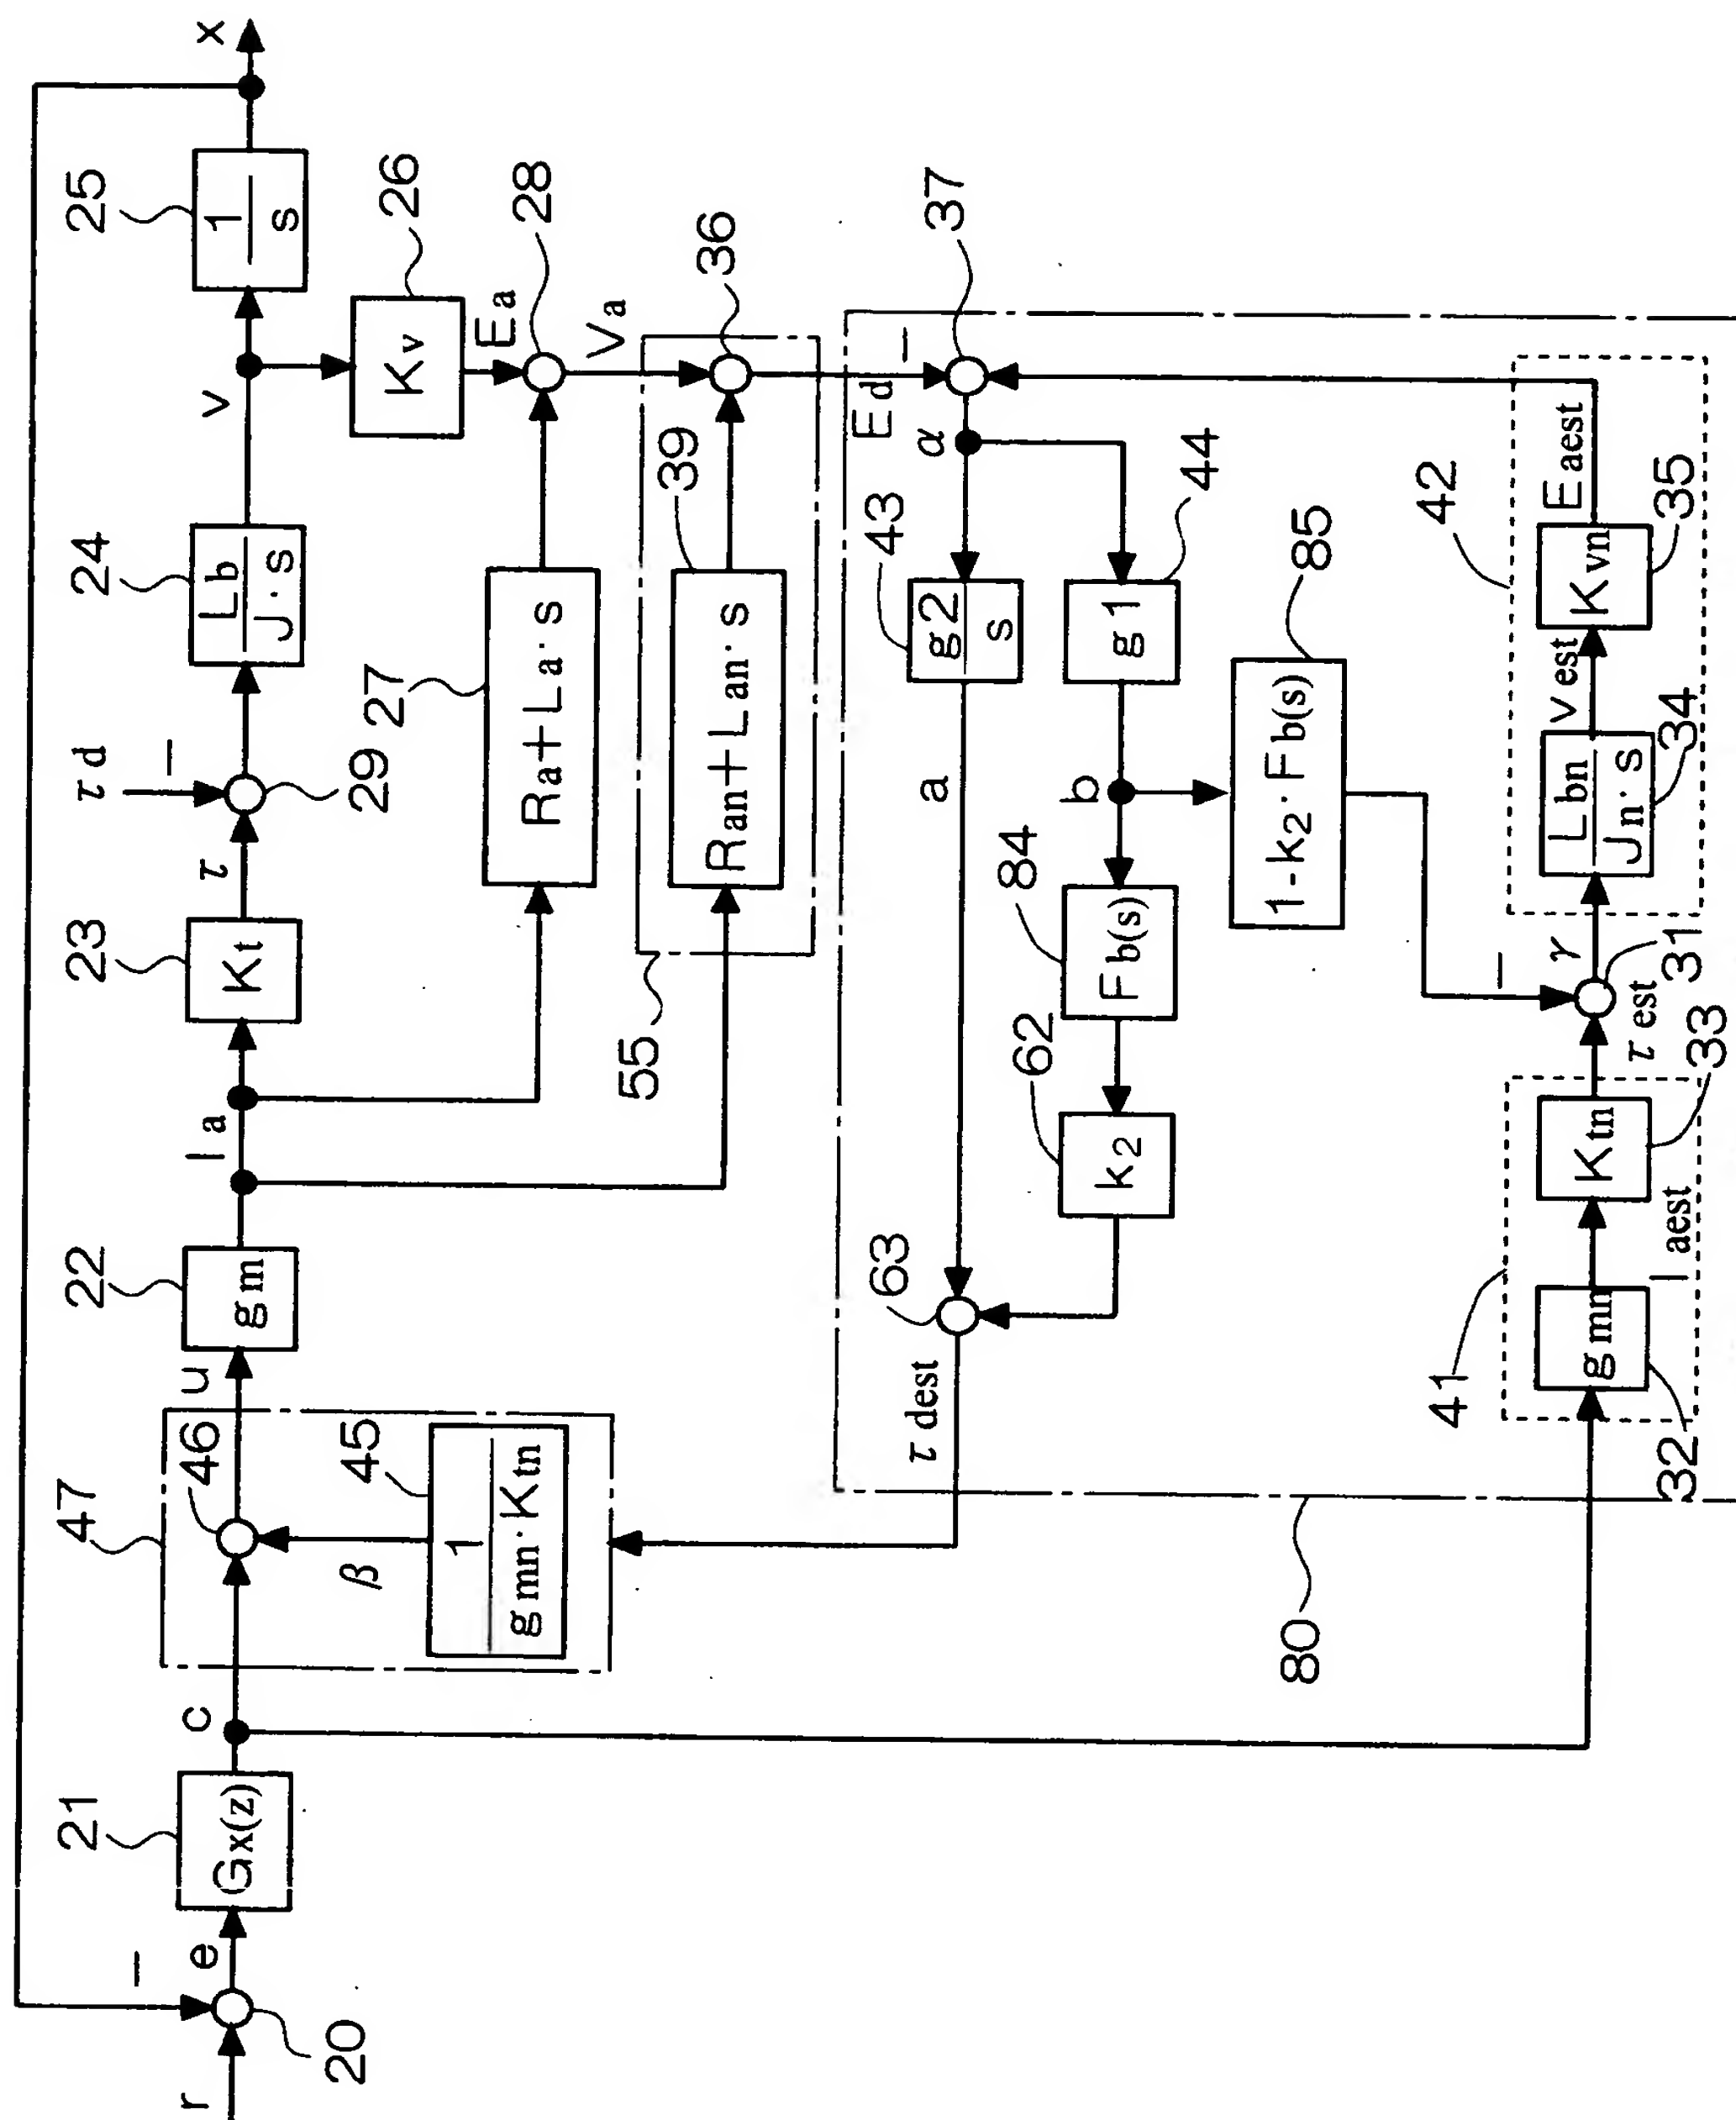 r
20
−
e
21
Gx(z)
c
47
46
45
1
gmn·Ktn
β
u
22
gm
Ia
23
Kt
τ
τd
−
29
24
Lb
J·s
v
25
1
s
x
26
Kv
Ea
28
Va
27
Ra+La·s
55
39
Ran+Lan·s
36
Ed
−
37
α
43
g2
s
a
44
g1
b
84
Fb(s)
85
1-k2·Fb(s)
62
k2
63
τdest
80
41
gmn
32
Iaest
Ktn
33
τest
31
−
γ
42
Lbn
Jn·s
34
vest
Kvn
35
Eaest